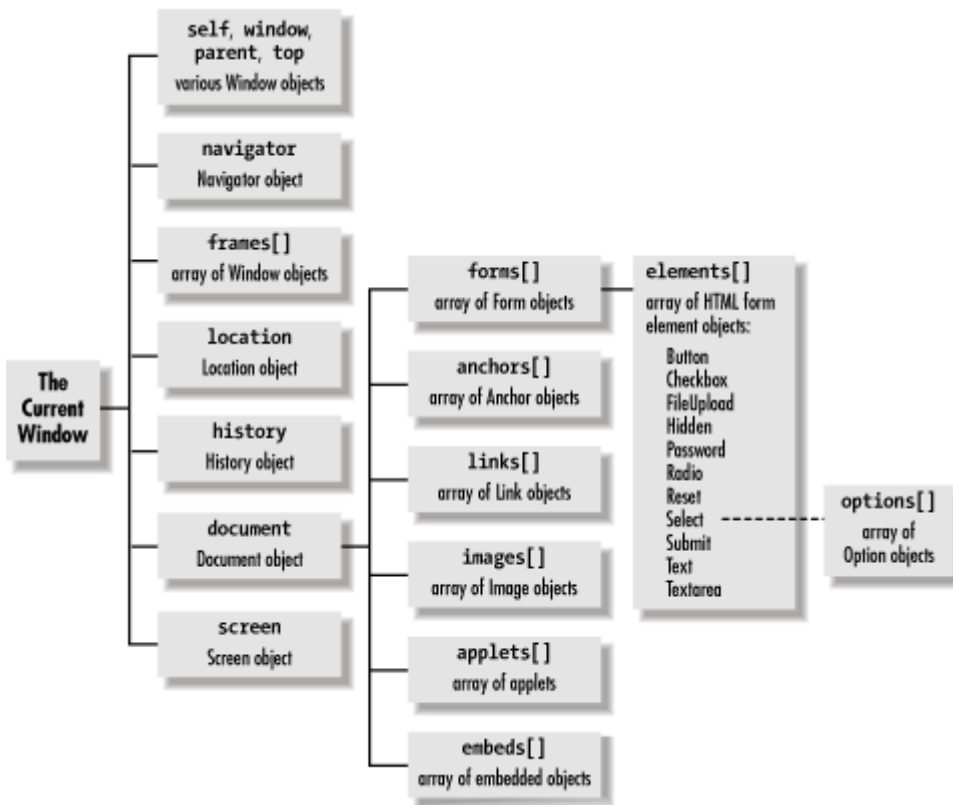 self, window,
parent, top
various Window objects
navigator
Navigator object
frames[]
array of Window objects
location
Location object
The
Current
Window
history
History object
document
Document object
screen
Screen object
forms[]
array of Form objects
anchors[]
array of Anchor objects
links[]
array of Link objects
images[]
array of Image objects
applets[]
array of applets
embeds[]
array of embedded objects
elements[]
array of HTML form
element objects:
Button
Checkbox
FileUpload
Hidden
Password
Radio
Reset
Select
Submit
Text
Textarea
options[]
array of
Option objects